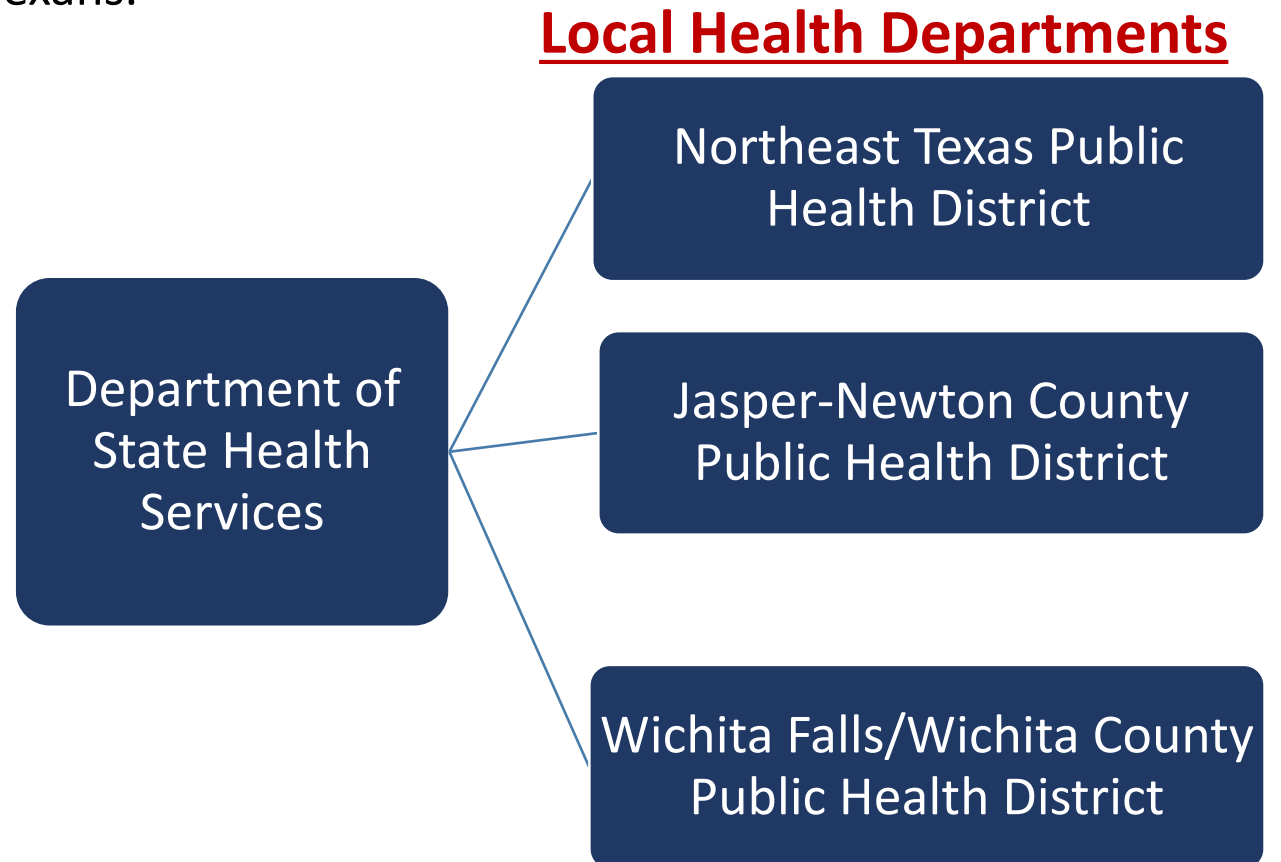 exans.
Local Health Departments
Northeast Texas Public
Health District
Department of
State Health
Services
Jasper-Newton County
Public Health District
Wichita Falls/Wichita County
Public Health District